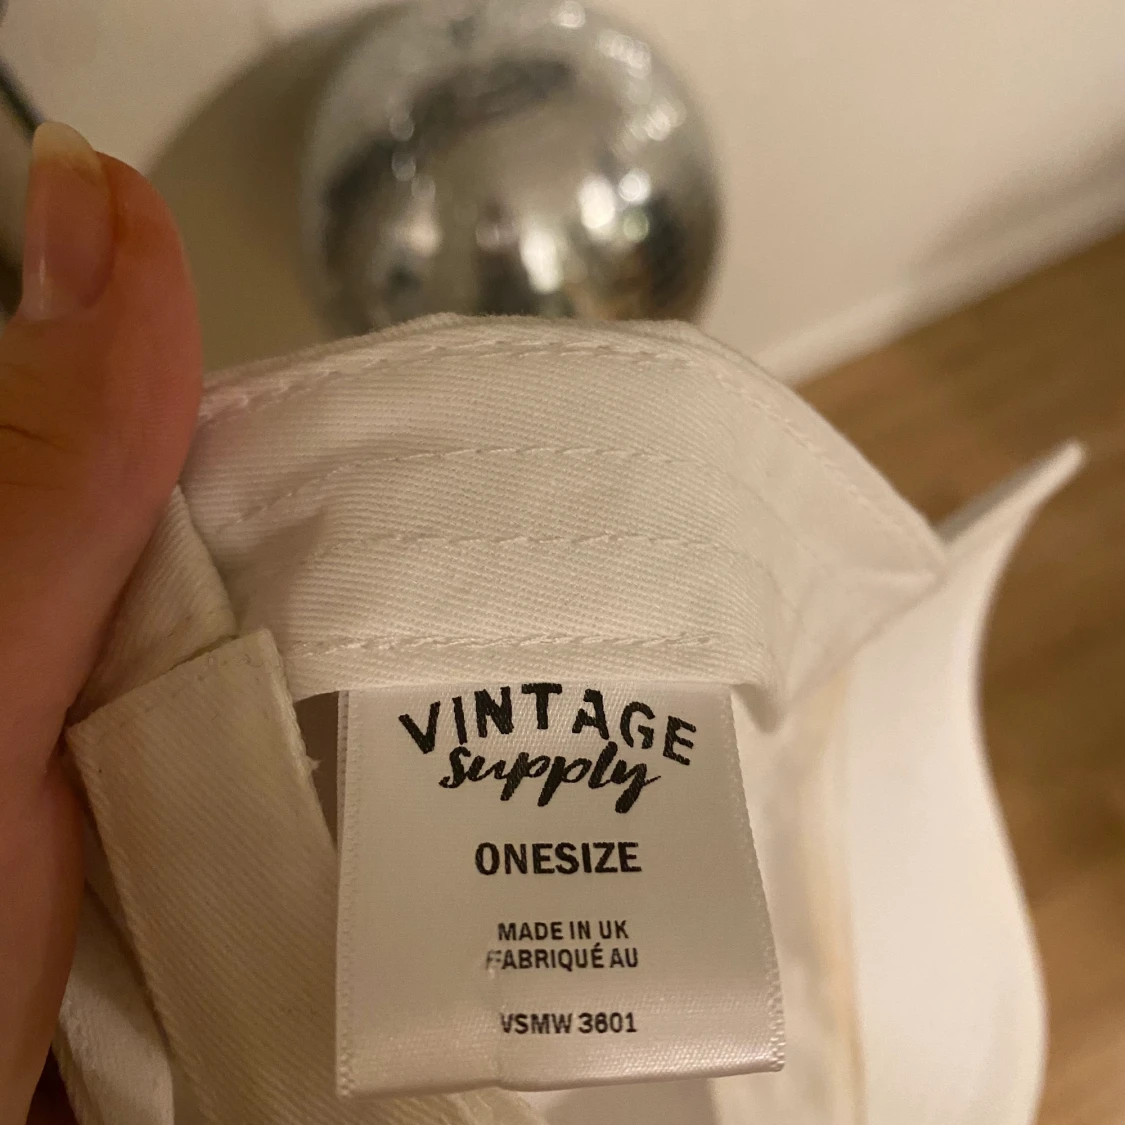 VINTAGE
supply
ONESIZE
MADE IN UK
FABRIQUÉ AU
VSMW 3601